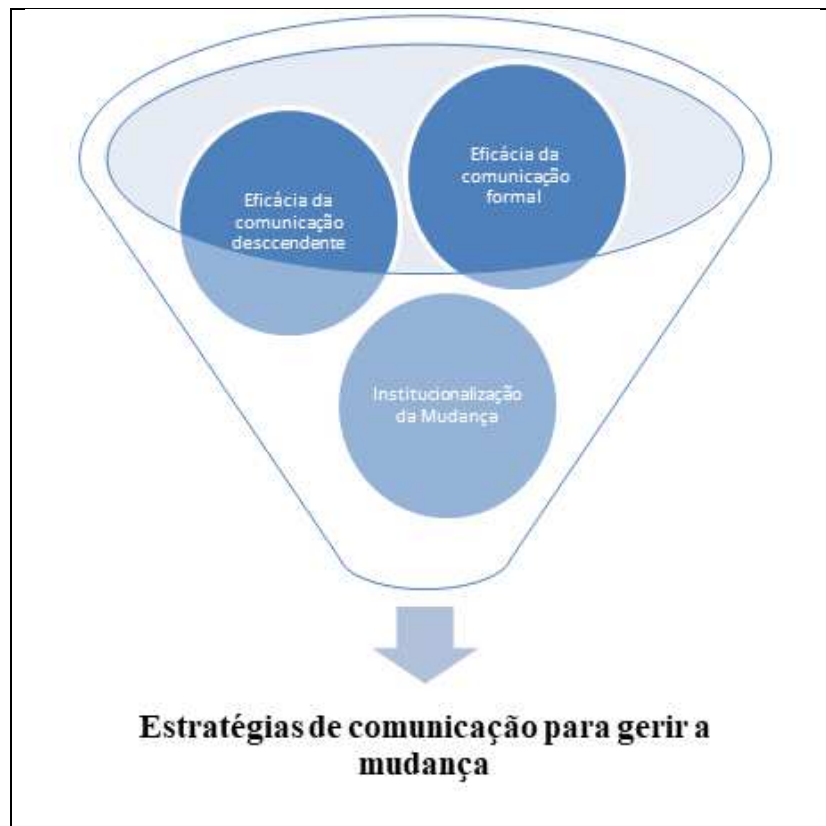 Eficácia da
comunicação
formal
Eficácia da
comunicação
desccendente
Institucionalização
da Mudança
Estratégias de comunicação para gerir a
mudança